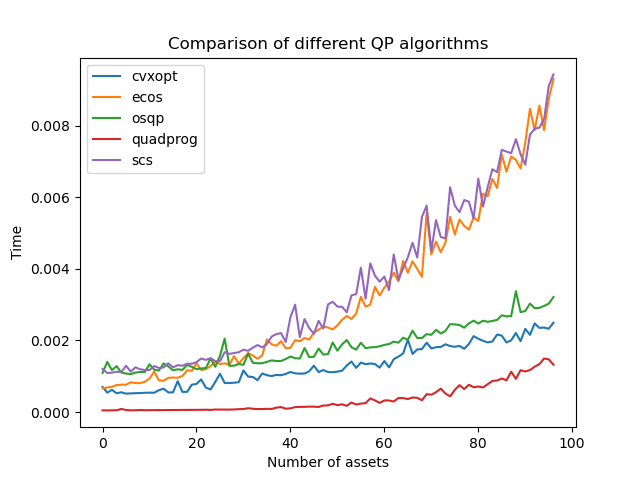 Comparison of different QP algorithms
cvxopt
ecos
osqp
quadprog
scs
Time
0.008
0.006
0.004
0.002
0.000
0 20 40 60 80 100
Number of assets